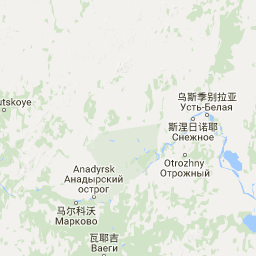 乌斯季别拉亚
Усть-Белая
utskoye
斯涅日诺耶
Снежное
Otrozhny
Отрожный
Anadyrsk
Анадырский
острог
马尔科沃
Марково
瓦耶吉
Ваеги